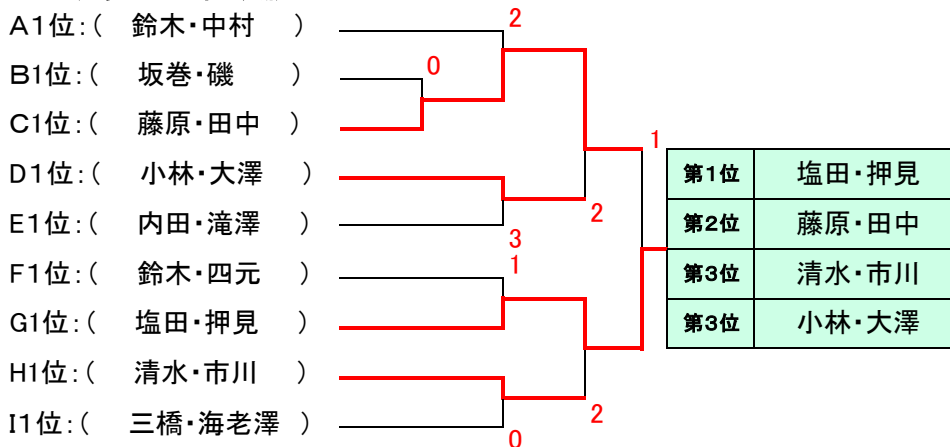 A1位:( 鈴木・中村 )
2
B1位:( 坂巻・磯 )
0
C1位:( 藤原・田中 )
1
D1位:( 小林・大澤 )
2
E1位:( 内田・滝澤 )
3
F1位:( 鈴木・四元 )
1
G1位:( 塩田・押見 )
H1位:( 清水・市川 )
2
I1位:( 三橋・海老澤 )
0
第1位 塩田・押見
第2位 藤原・田中
第3位 清水・市川
第3位 小林・大澤